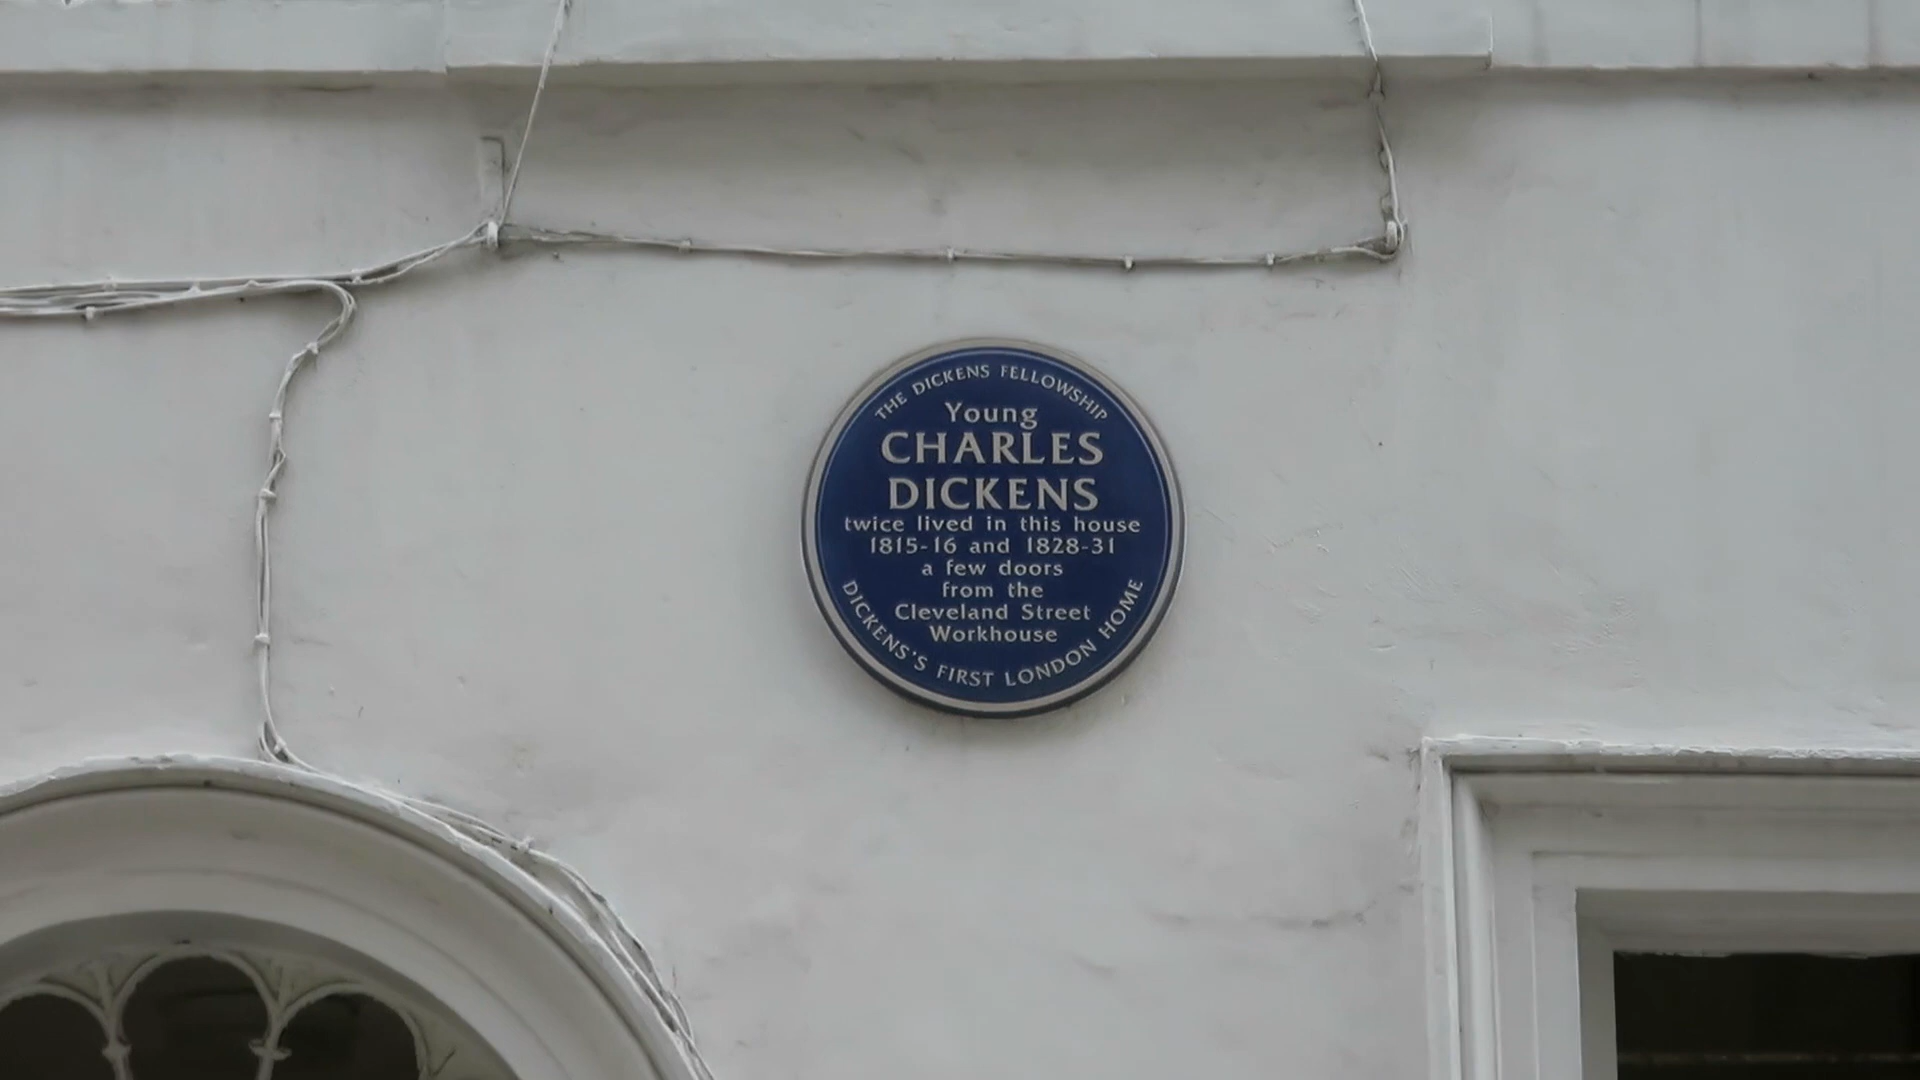 THE DICKENS FELLOWSHIP
Young
CHARLES
DICKENS
twice lived in this house
1815-16 and 1828-31
a few doors
from the
Cleveland Street
Workhouse
DICKENS'S FIRST LONDON HOME